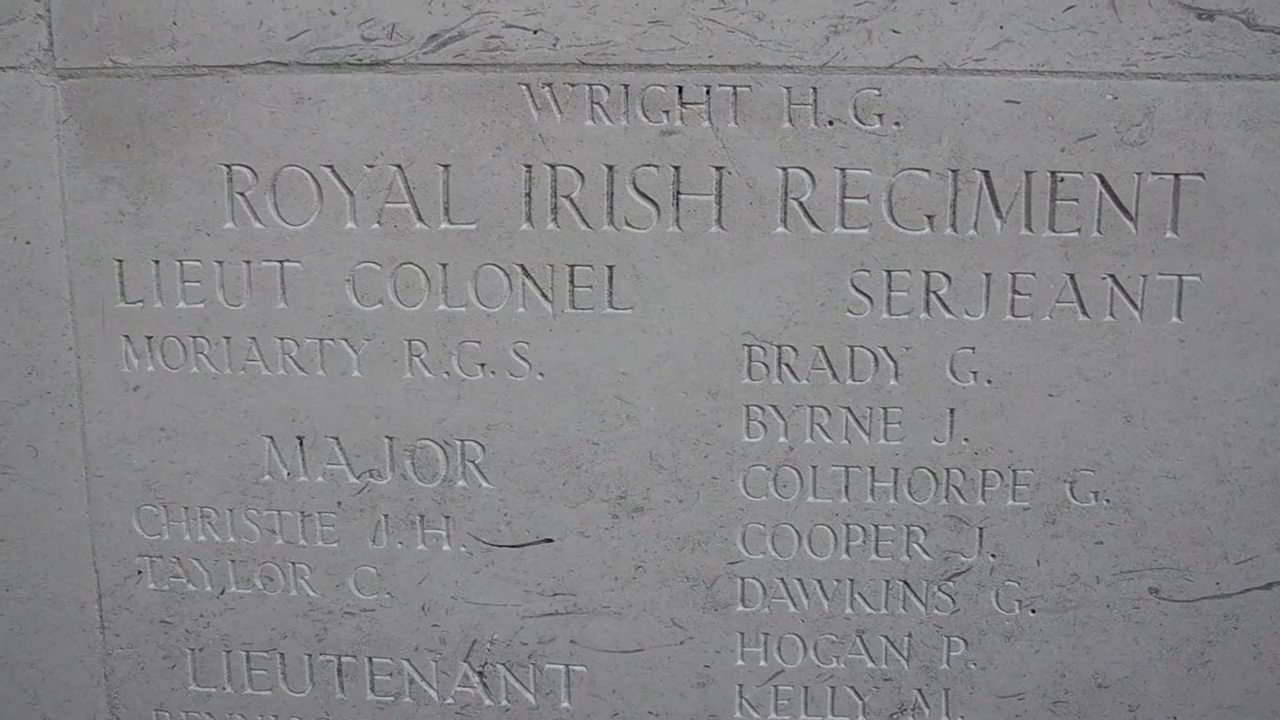 WRIGHT H.G.
ROYAL IRISH REGIMENT
LIEUT COLONEL
MORIARTY R.G.S.
MAJOR
CHRISTIE J.H.
TAYLOR C.
LIEUTENANT
SERJEANT
BRADY G.
BYRNE J.
COLTHORPE G.
COOPER J.
DAWKINS G.
HOGAN P.
KELLY M.